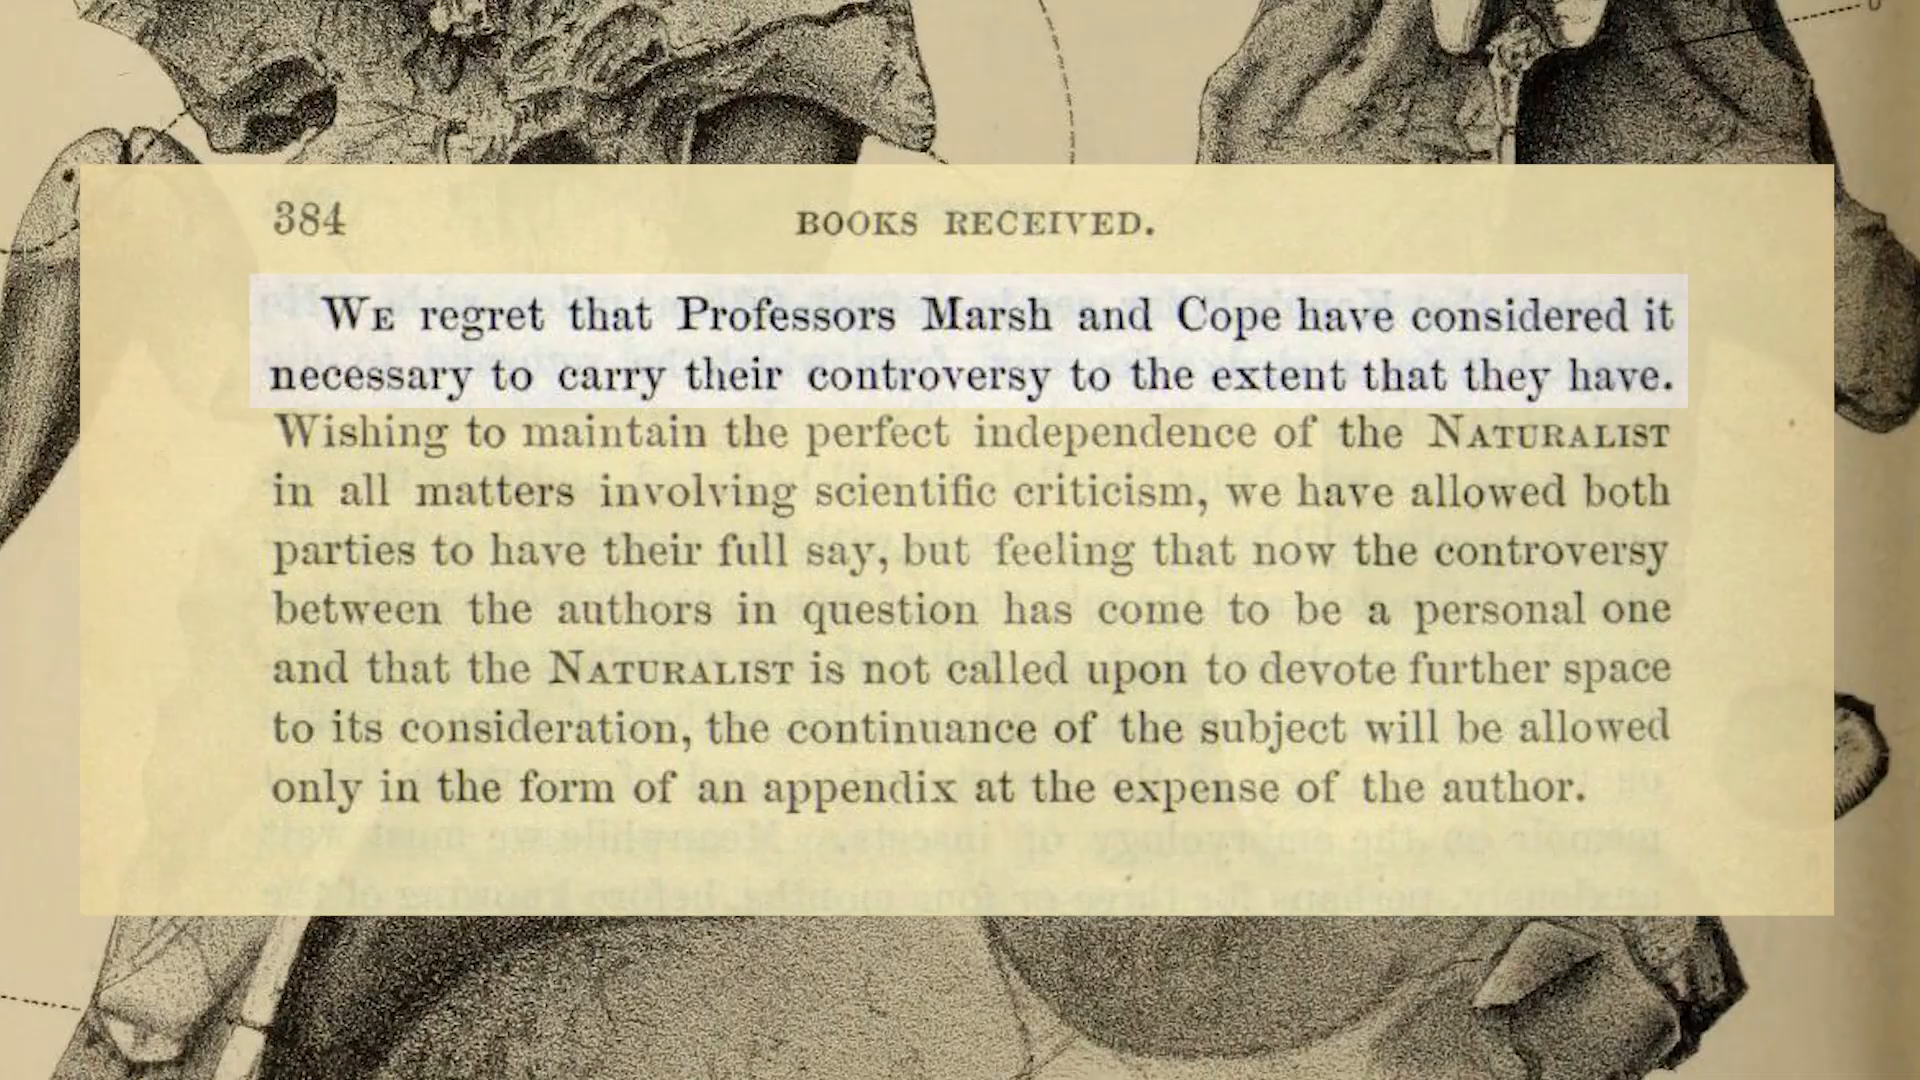 384 BOOKS RECEIVED.
WE regret that Professors Marsh and Cope have considered it
necessary to carry their controversy to the extent that they have.
Wishing to maintain the perfect independence of the NATURALIST
in all matters involving scientific criticism, we have allowed both
parties to have their full say, but feeling that now the controversy
between the authors in question has come to be a personal one
and that the NATURALIST is not called upon to devote further space
to its consideration, the continuance of the subject will be allowed
only in the form of an appendix at the expense of the author.